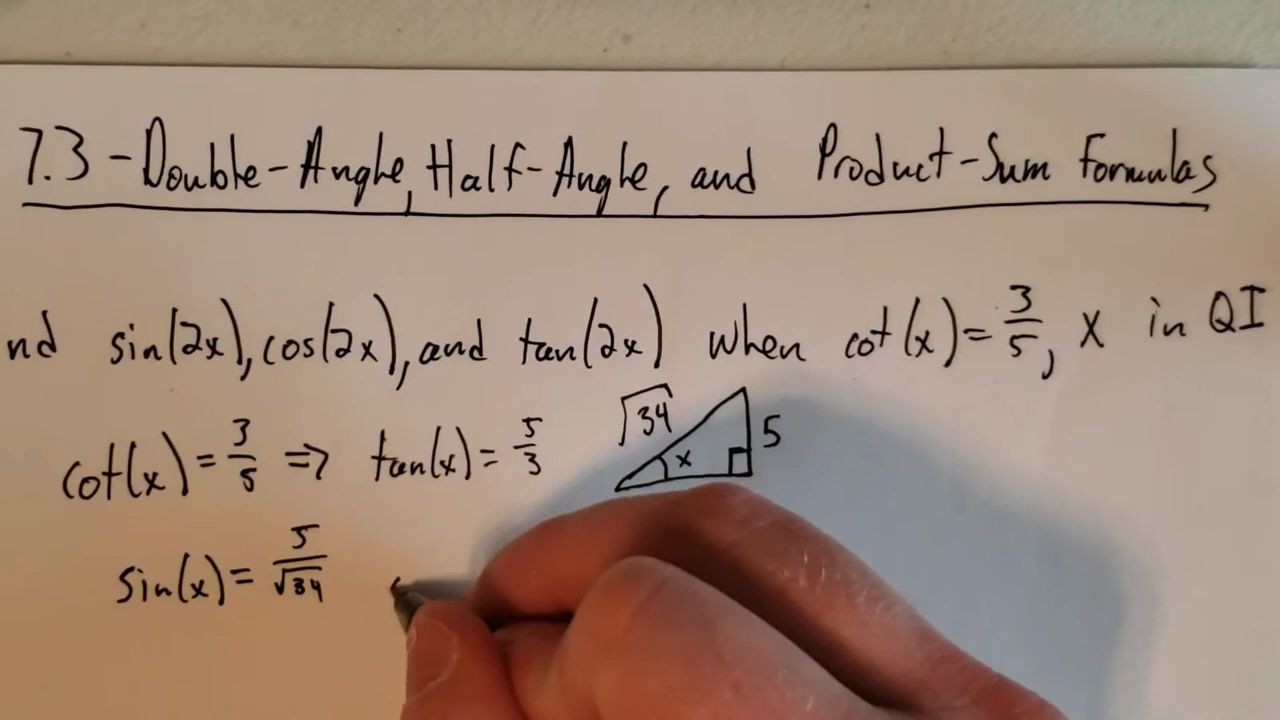 7.3-Double-Angle, Half-Angle, and Product-Sum Formulas
nd sin(2x), cos(2x), and tan(2x) when cot(x)=3/5, x in QI
cot(x)=3/5 ⇒ tan(x)=5/3
√34
5
x
sin(x)=5/√34